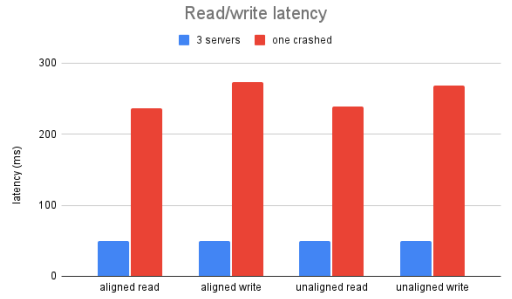 Read/write latency
3 servers one crashed
300
200
100
0
latency (ms)
aligned read aligned write unaligned read unaligned write